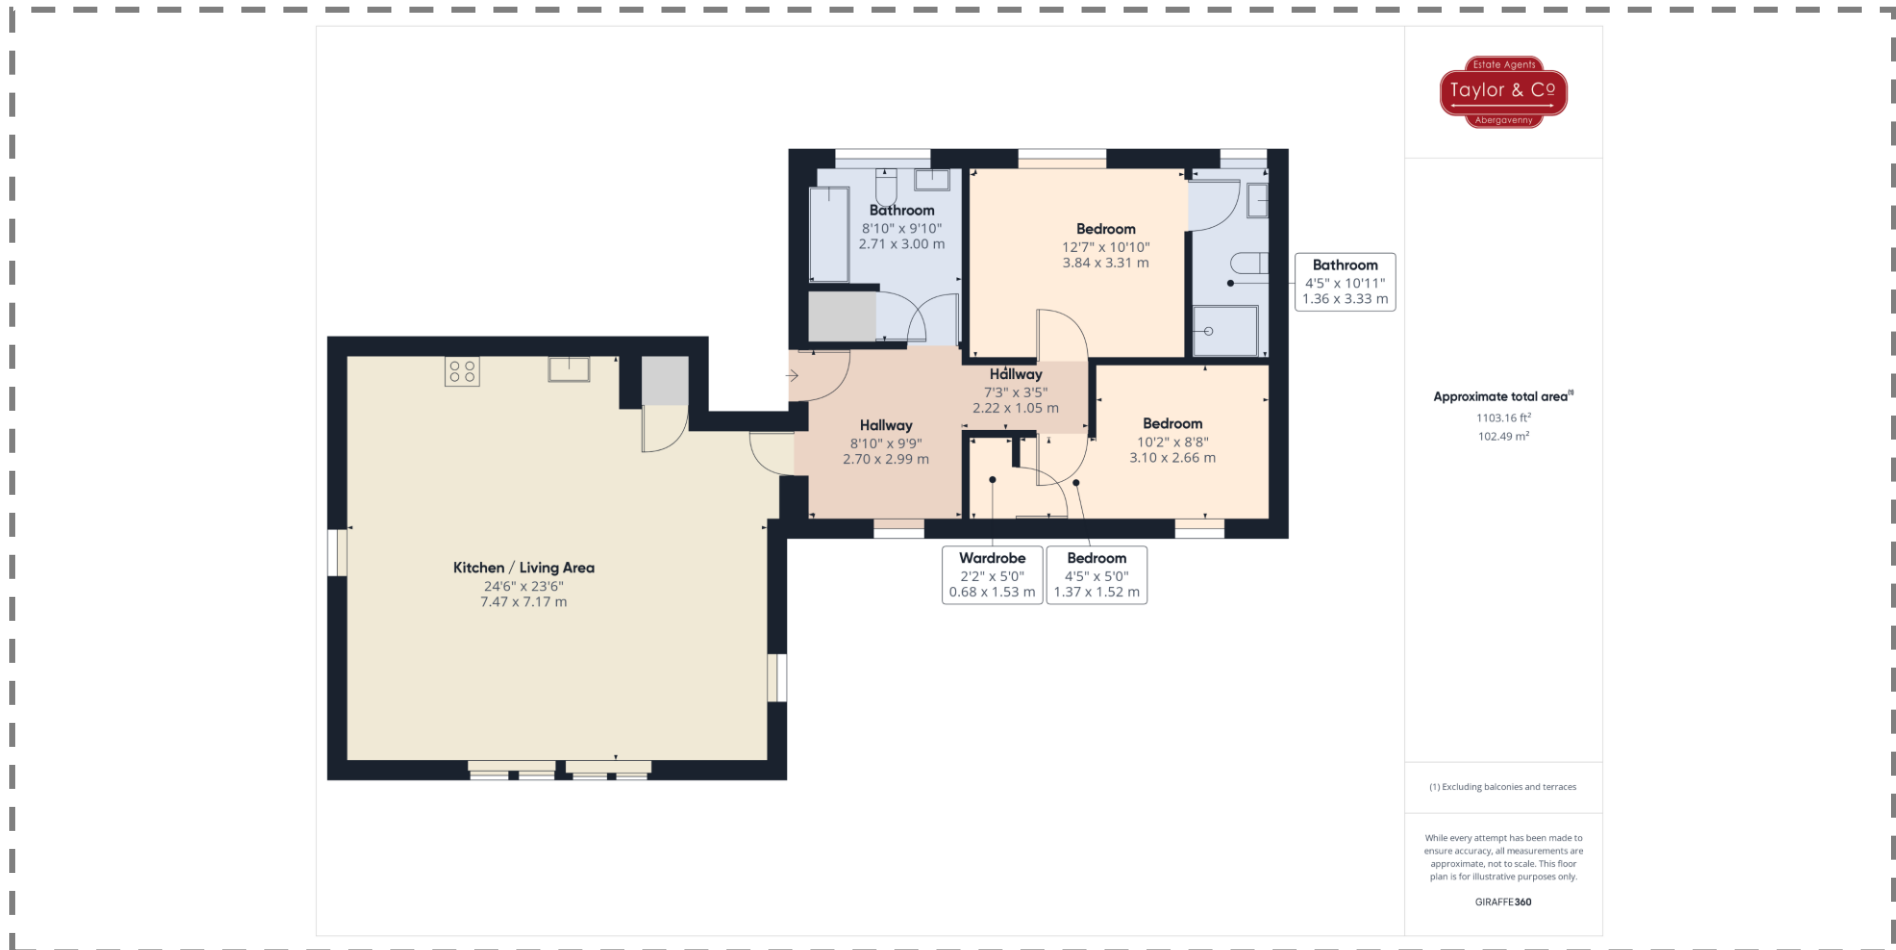 Estate Agents
Taylor & Cº
Abergavenny
Bathroom
8'10" x 9'10"
2.71 x 3.00 m
Bedroom
12'7" x 10'10"
3.84 x 3.31 m
Bathroom
4'5" x 10'11"
1.36 x 3.33 m
Hallway
7'3" x 3'5"
2.22 x 1.05 m
Hallway
8'10" x 9'9"
2.70 x 2.99 m
Bedroom
10'2" x 8'8"
3.10 x 2.66 m
Kitchen / Living Area
24'6" x 23'6"
7.47 x 7.17 m
Wardrobe
2'2" x 5'0"
0.68 x 1.53 m
Bedroom
4'5" x 5'0"
1.37 x 1.52 m
Approximate total area⁽¹⁾
1103.16 ft²
102.49 m²
(1) Excluding balconies and terraces
While every attempt has been made to
ensure accuracy, all measurements are
approximate, not to scale. This floor
plan is for illustrative purposes only.
GIRAFFE360